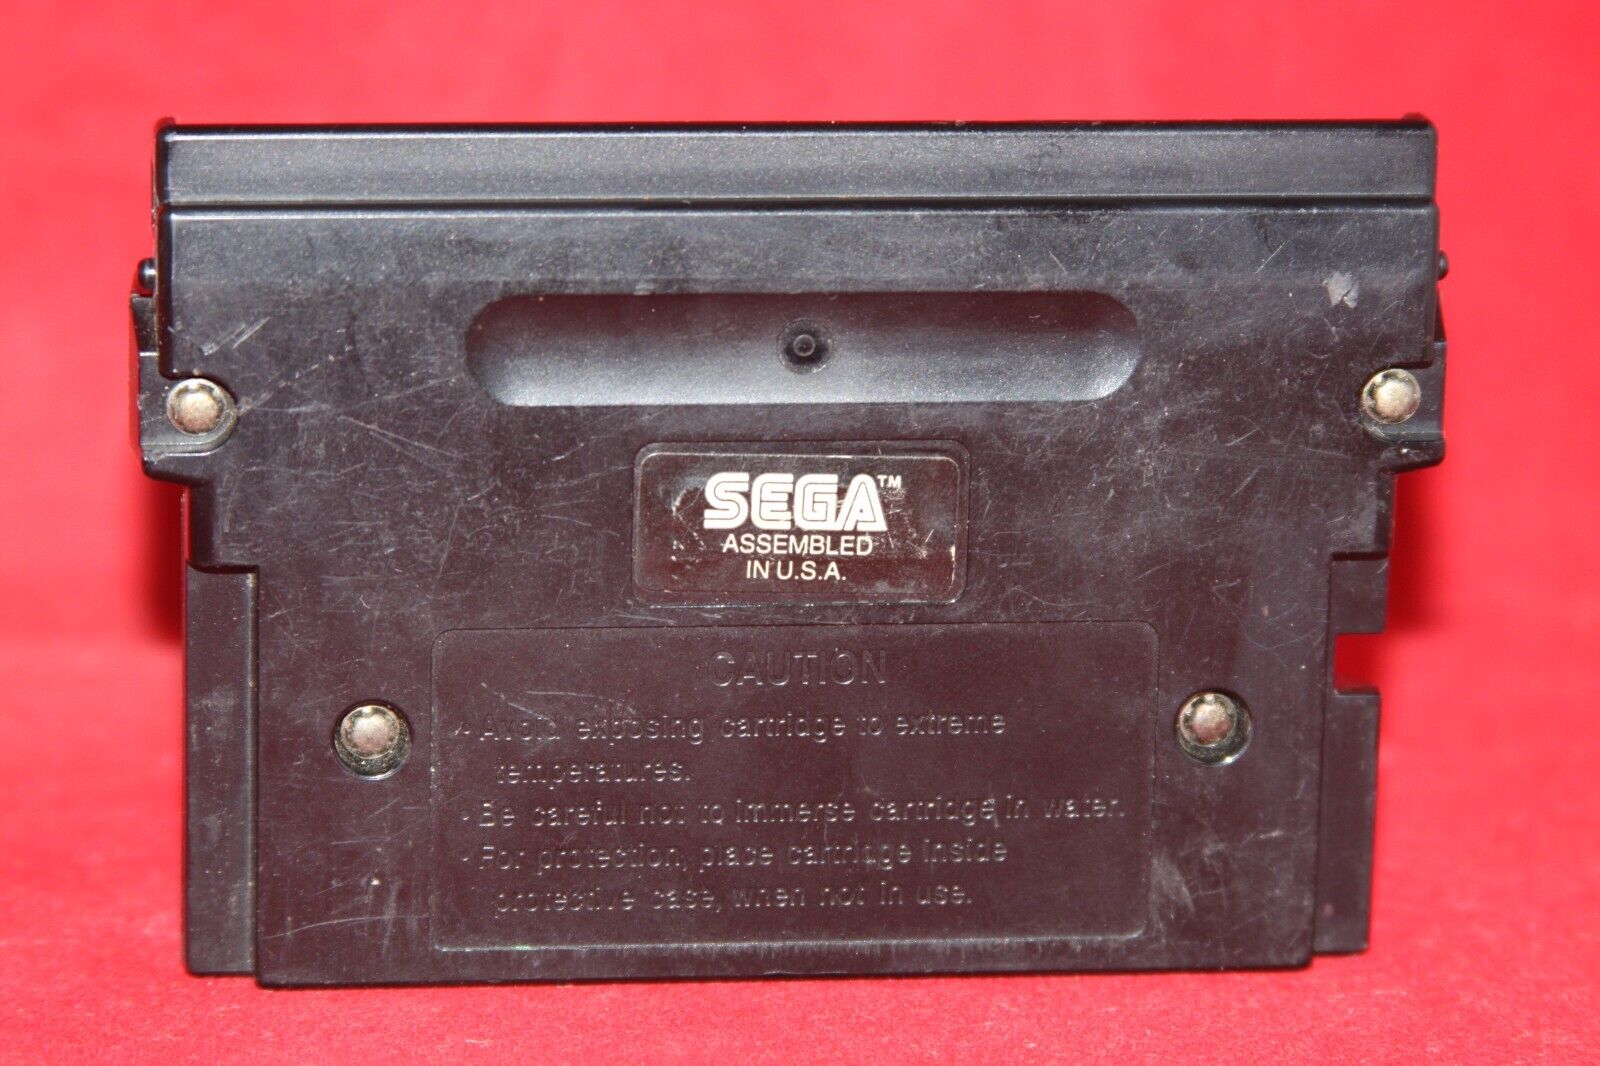 SEGA™
ASSEMBLED
IN U.S.A.
CAUTION
• Avoid exposing cartridge to extreme
temperatures.
• Be careful not to immerse cartridge in water.
• For protection, place cartridge inside
protective case, when not in use.